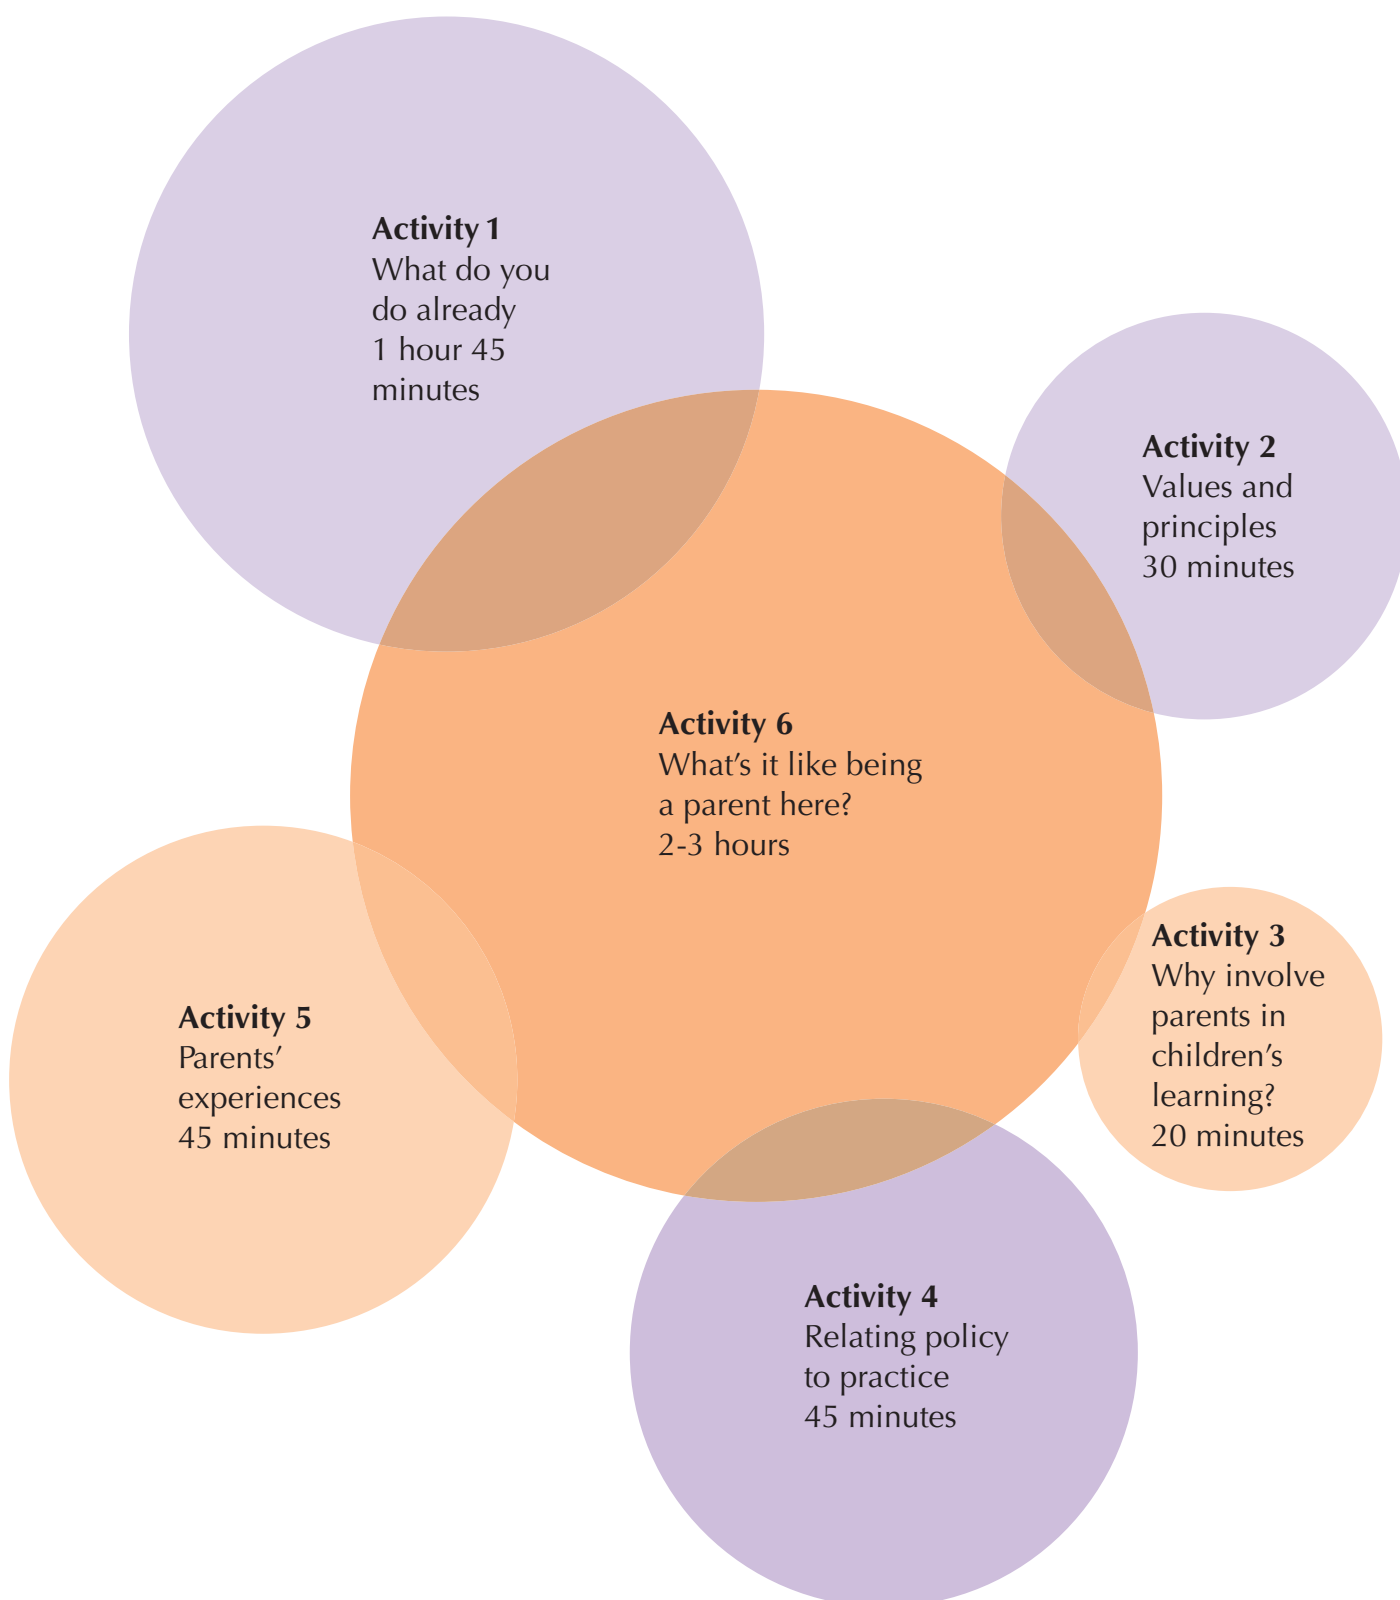 Activity 1
What do you
do already
1 hour 45
minutes
Activity 2
Values and
principles
30 minutes
Activity 6
What’s it like being
a parent here?
2-3 hours
Activity 3
Why involve
parents in
children’s
learning?
20 minutes
Activity 5
Parents’
experiences
45 minutes
Activity 4
Relating policy
to practice
45 minutes